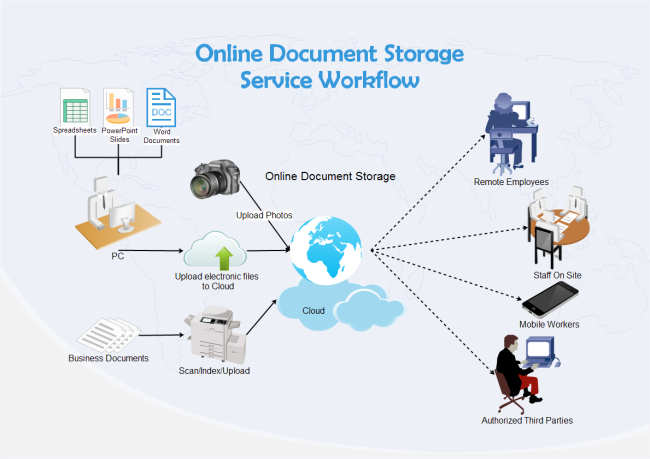 Online Document Storage
Service Workflow
Spreadsheets
PowerPoint
Slides
DOC
Word
Documents
Online Document Storage
Upload Photos
PC
Upload electronic files
to Cloud
Cloud
Business Documents
Scan/Index/Upload
Remote Employees
Staff On Site
Mobile Workers
Authorized Third Parties